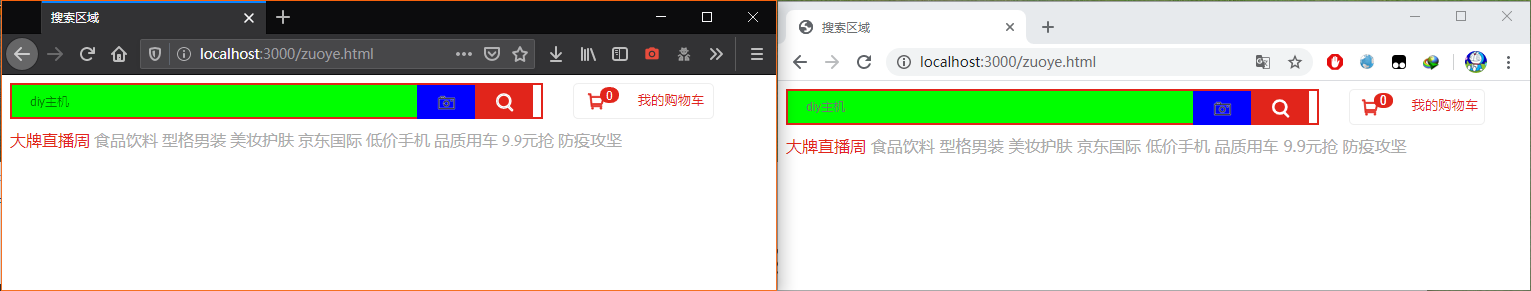 搜索区域
localhost:3000/zuoye.html
diy主机
0
我的购物车
大牌直播周 食品饮料 型格男装 美妆护肤 京东国际 低价手机 品质用车 9.9元抢 防疫攻坚
搜索区域
localhost:3000/zuoye.html
diy主机
0
我的购物车
大牌直播周 食品饮料 型格男装 美妆护肤 京东国际 低价手机 品质用车 9.9元抢 防疫攻坚